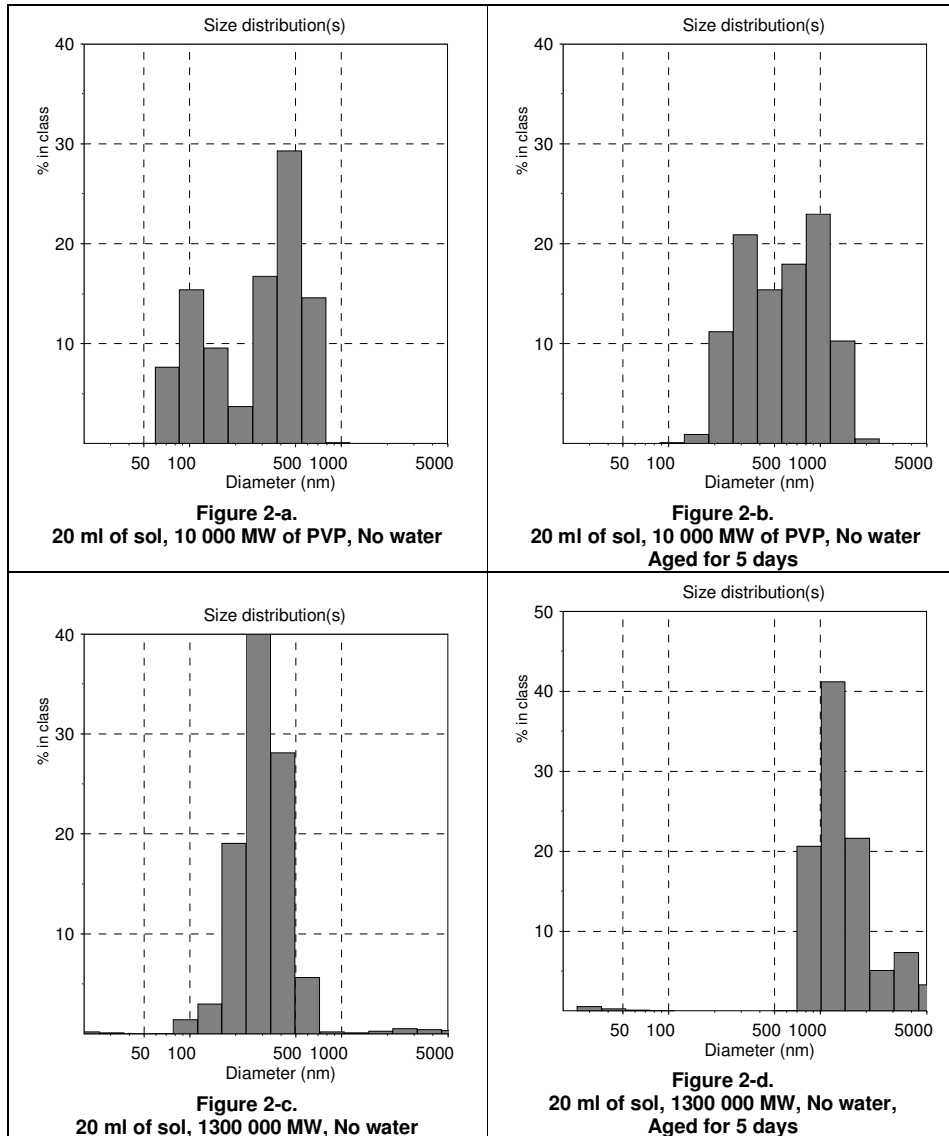 Size distribution(s)
40
30
20
10
% in class
50 100 500 1000 5000
Diameter (nm)
Figure 2-a.
20 ml of sol, 10 000 MW of PVP, No water
Size distribution(s)
40
30
20
10
% in class
50 100 500 1000 5000
Diameter (nm)
Figure 2-b.
20 ml of sol, 10 000 MW of PVP, No water
Aged for 5 days
Size distribution(s)
40
30
20
10
% in class
50 100 500 1000 5000
Diameter (nm)
Figure 2-c.
20 ml of sol, 1300 000 MW, No water
Size distribution(s)
50
40
30
20
10
% in class
50 100 500 1000 5000
Diameter (nm)
Figure 2-d.
20 ml of sol, 1300 000 MW, No water,
Aged for 5 days